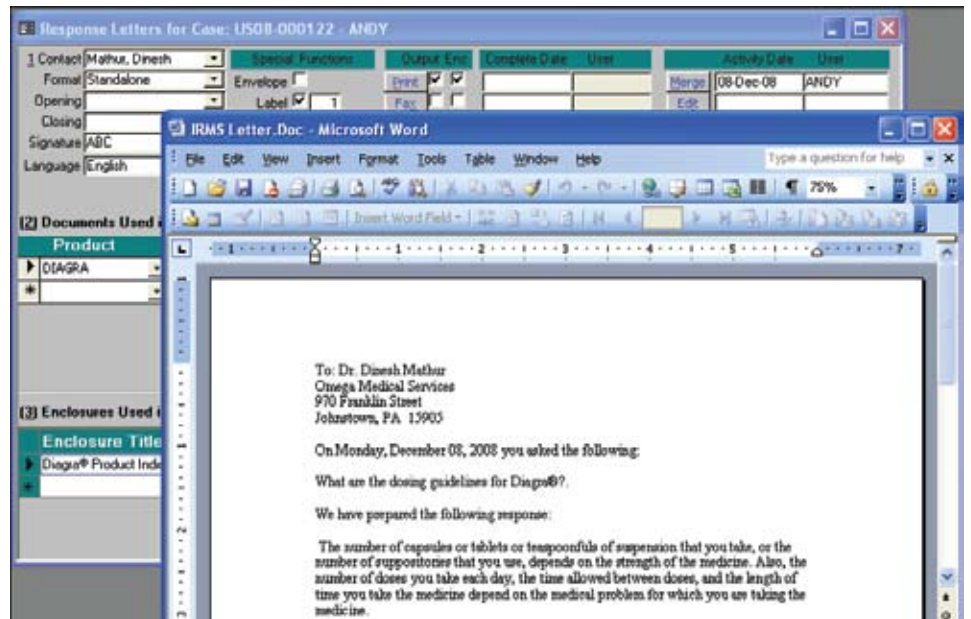 Response Letters for Case: US08-000122 - ANDY
1 Contact Mathur, Dinesh Special Functions Output Enc Complete Date User Activity Date User
Format Standalone Envelope Print Merge 08-Dec-08 ANDY
Opening Label 1 Fax Edit
Closing
Signature ABC
Language English
IRMS Letter.Doc - Microsoft Word
File Edit View Insert Format Tools Table Window Help Type a question for help
75%
Insert Word Field
(2) Documents Used i
Product
DIAGRA
(3) Enclosures Used i
Enclosure Title
Diagra® Product Inde
To: Dr. Dinesh Mathur
Omega Medical Services
970 Franklin Street
Johnstown, PA 15905
On Monday, December 08, 2008 you asked the following:
What are the dosing guidelines for Diagra®?.
We have prepared the following response:
The number of capsules or tablets or teaspoonfuls of suspension that you take, or the
number of suppositories that you use, depends on the strength of the medicine. Also, the
number of doses you take each day, the time allowed between doses, and the length of
time you take the medicine depend on the medical problem for which you are taking the
medicine.